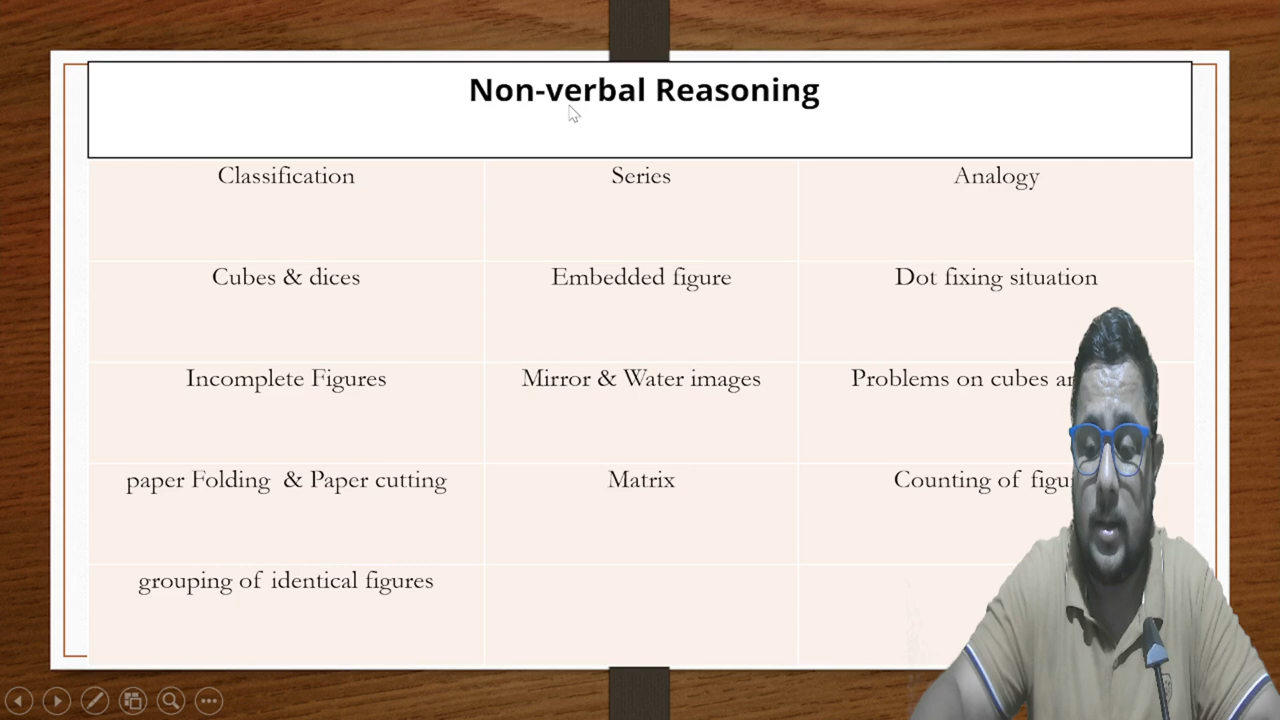 Non-verbal Reasoning
Classification Series Analogy
Cubes & dices Embedded figure Dot fixing situation
Incomplete Figures Mirror & Water images Problems on cubes
paper Folding & Paper cutting Matrix Counting of
grouping of identical figures